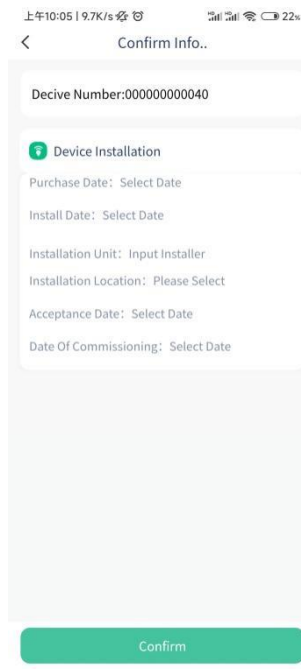 上午10:05 | 9.7K/s
22%
Confirm Info..
Decive Number:000000000040
Device Installation
Purchase Date：Select Date
Install Date：Select Date
Installation Unit：Input Installer
Installation Location：Please Select
Acceptance Date：Select Date
Date Of Commissioning：Select Date
Confirm